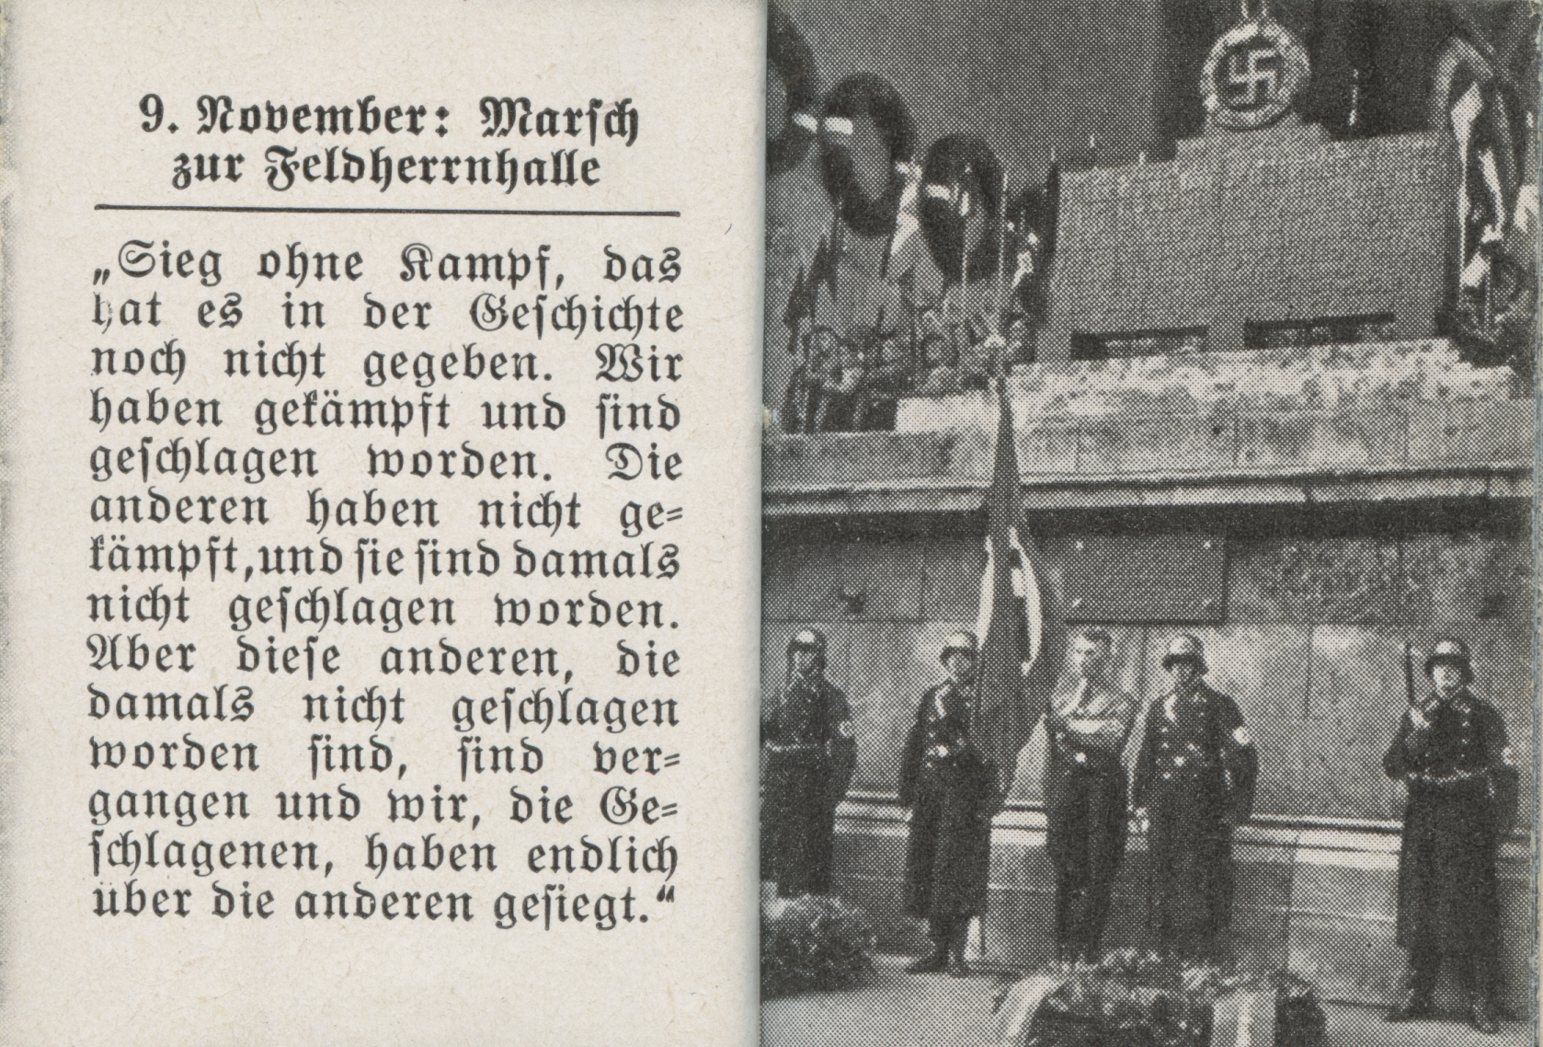 9. November: Marsch
zur Feldherrnhalle
„Sieg ohne Kampf, das
hat es in der Geschichte
noch nicht gegeben. Wir
haben gekämpft und sind
geschlagen worden. Die
anderen haben nicht ge=
kämpft, und sie sind damals
nicht geschlagen worden.
Aber diese anderen, die
damals nicht geschlagen
worden sind, sind ver=
gangen und wir, die Ge=
schlagenen, haben endlich
über die anderen gesiegt.“